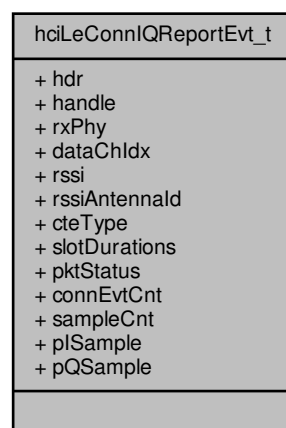 hciLeConnIQReportEvt_t
+ hdr
+ handle
+ rxPhy
+ dataChIdx
+ rssi
+ rssiAntennaId
+ cteType
+ slotDurations
+ pktStatus
+ connEvtCnt
+ sampleCnt
+ pISample
+ pQSample